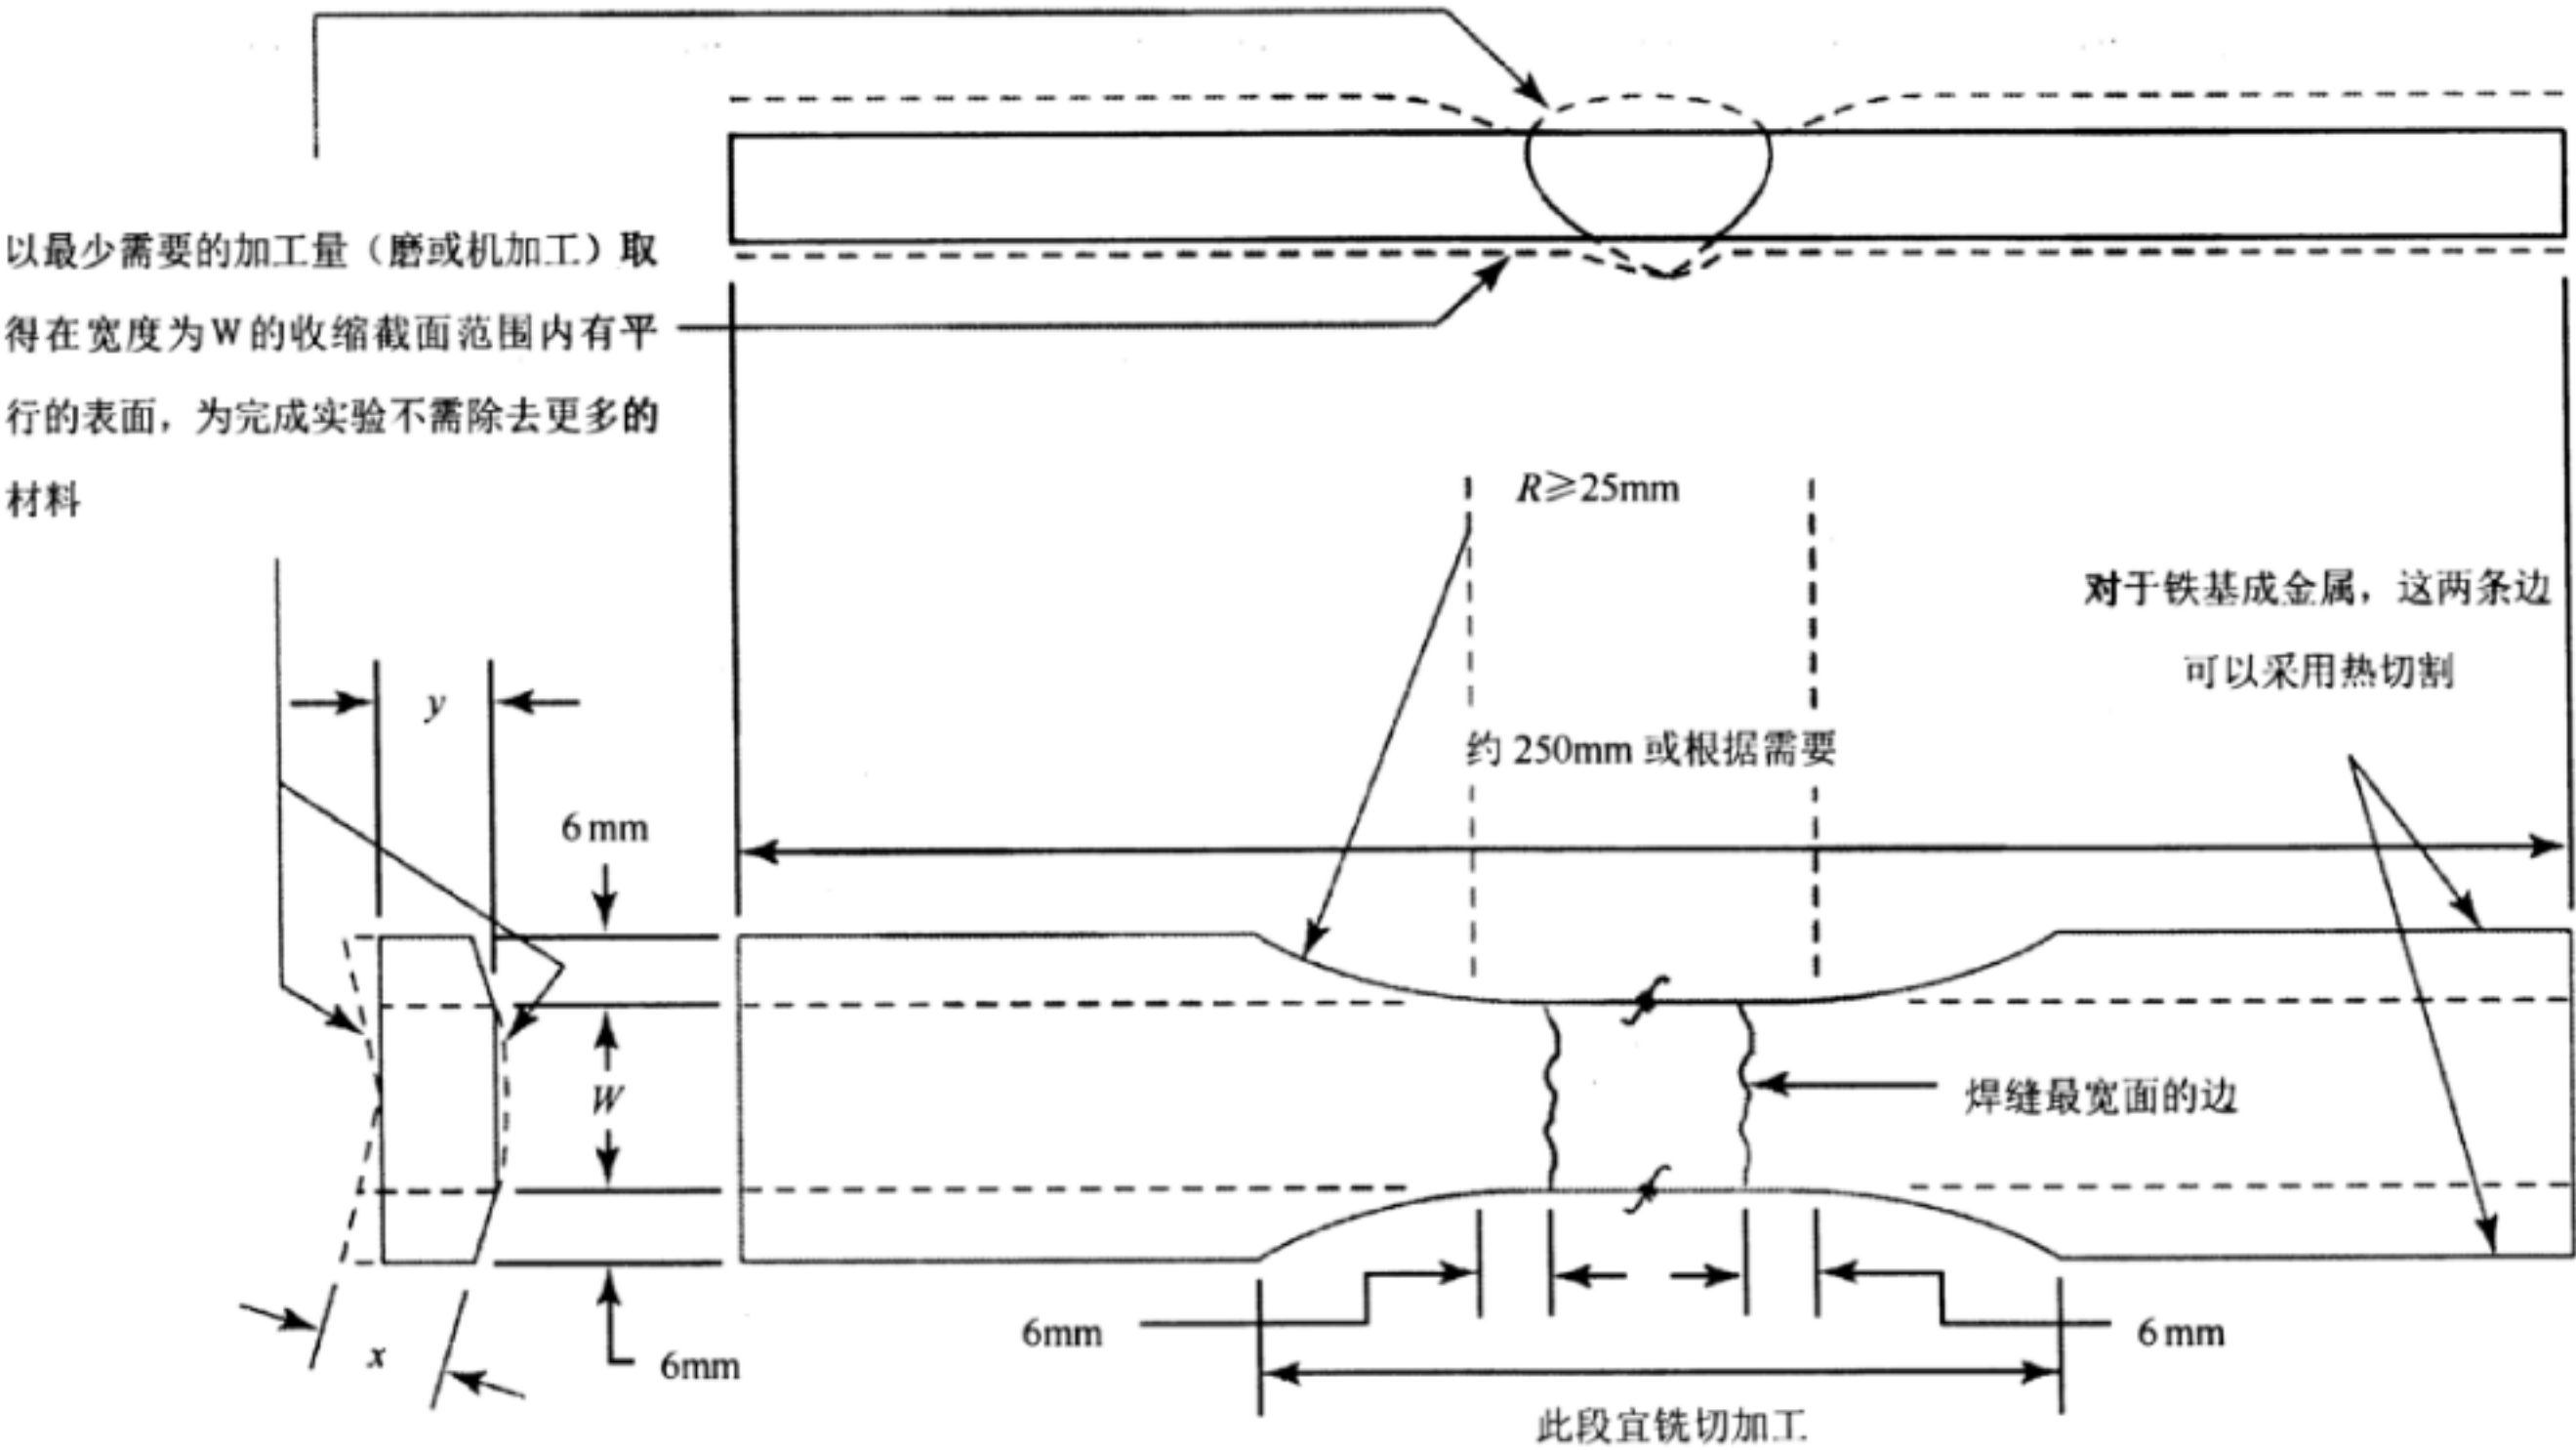 以最少需要的加工量（磨或机加工）取
得在宽度为W的收缩截面范围内有平
行的表面，为完成实验不需除去更多的
材料
R≥25mm
对于铁基成金属，这两条边
可以采用热切割
y
约 250mm 或根据需要
6 mm
W
焊缝最宽面的边
x
6mm
6mm
6 mm
此段宜铣切加工